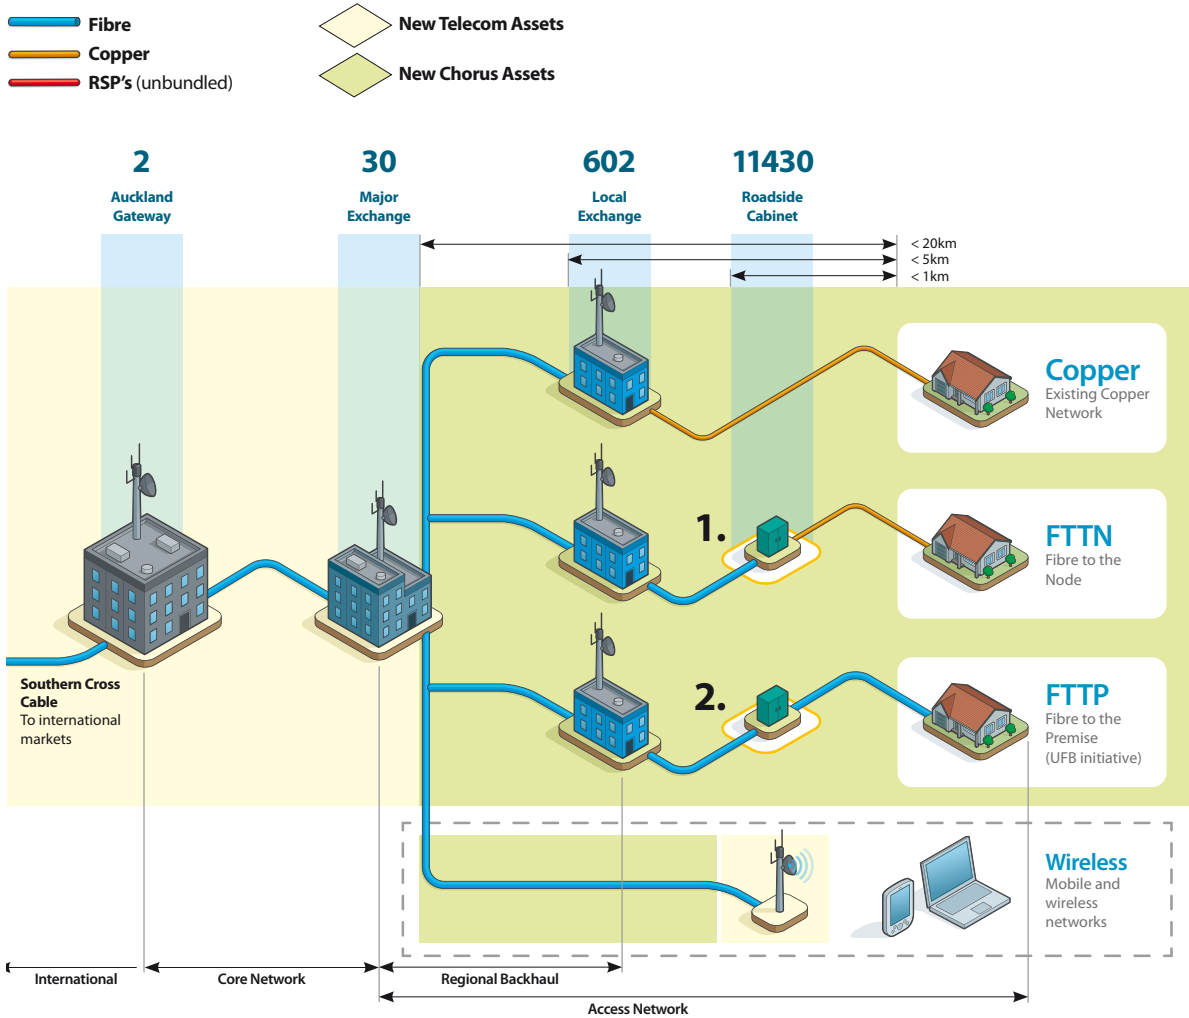 Fibre
Copper
RSP's (unbundled)
New Telecom Assets
New Chorus Assets
2
Auckland
Gateway
30
Major
Exchange
602
Local
Exchange
11430
Roadside
Cabinet
< 20km
< 5km
< 1km
Copper
Existing Copper
Network
1.
FTTN
Fibre to the
Node
2.
FTTP
Fibre to the
Premise
(UFB initiative)
Southern Cross
Cable
To international
markets
Wireless
Mobile and
wireless
networks
International
Core Network
Regional Backhaul
Access Network